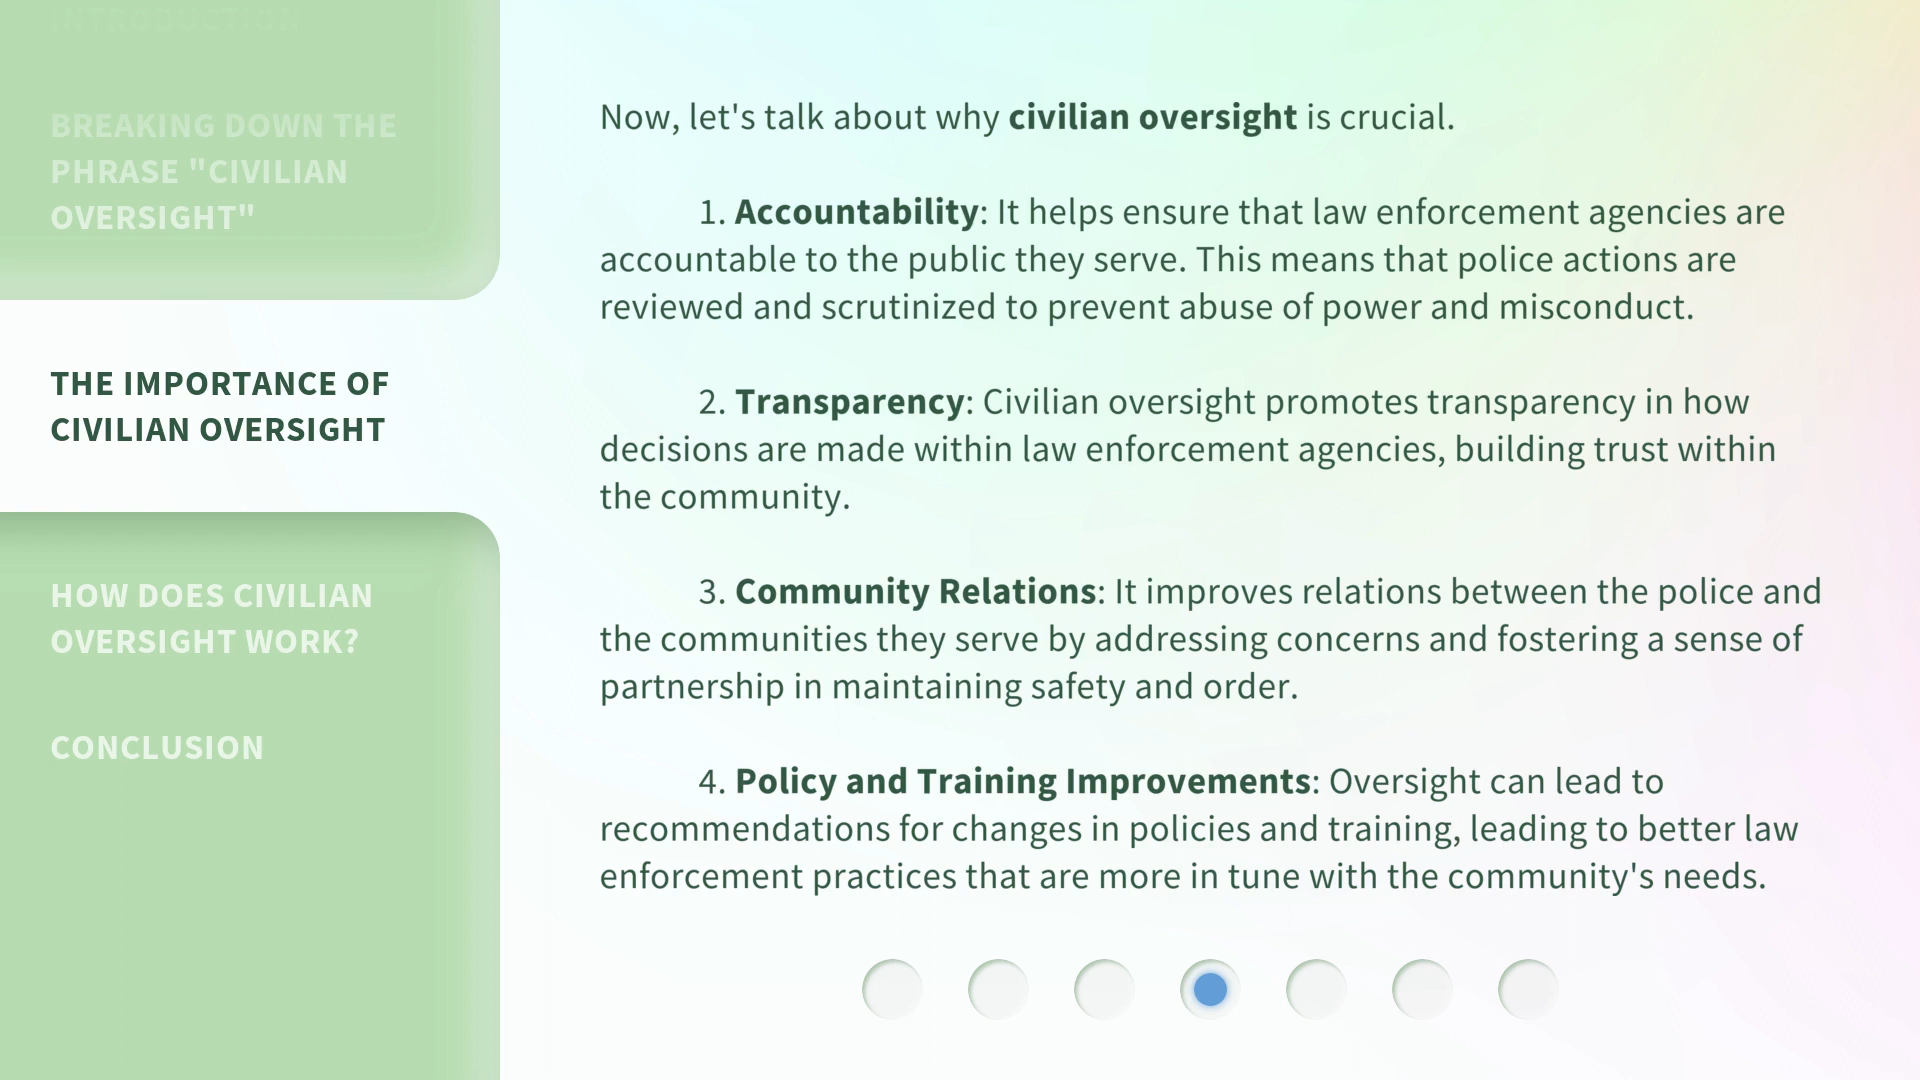 INTRODUCTION
BREAKING DOWN THE
PHRASE "CIVILIAN
OVERSIGHT"
THE IMPORTANCE OF
CIVILIAN OVERSIGHT
HOW DOES CIVILIAN
OVERSIGHT WORK?
CONCLUSION
Now, let's talk about why civilian oversight is crucial.
1. Accountability: It helps ensure that law enforcement agencies are
accountable to the public they serve. This means that police actions are
reviewed and scrutinized to prevent abuse of power and misconduct.
2. Transparency: Civilian oversight promotes transparency in how
decisions are made within law enforcement agencies, building trust within
the community.
3. Community Relations: It improves relations between the police and
the communities they serve by addressing concerns and fostering a sense of
partnership in maintaining safety and order.
4. Policy and Training Improvements: Oversight can lead to
recommendations for changes in policies and training, leading to better law
enforcement practices that are more in tune with the community's needs.